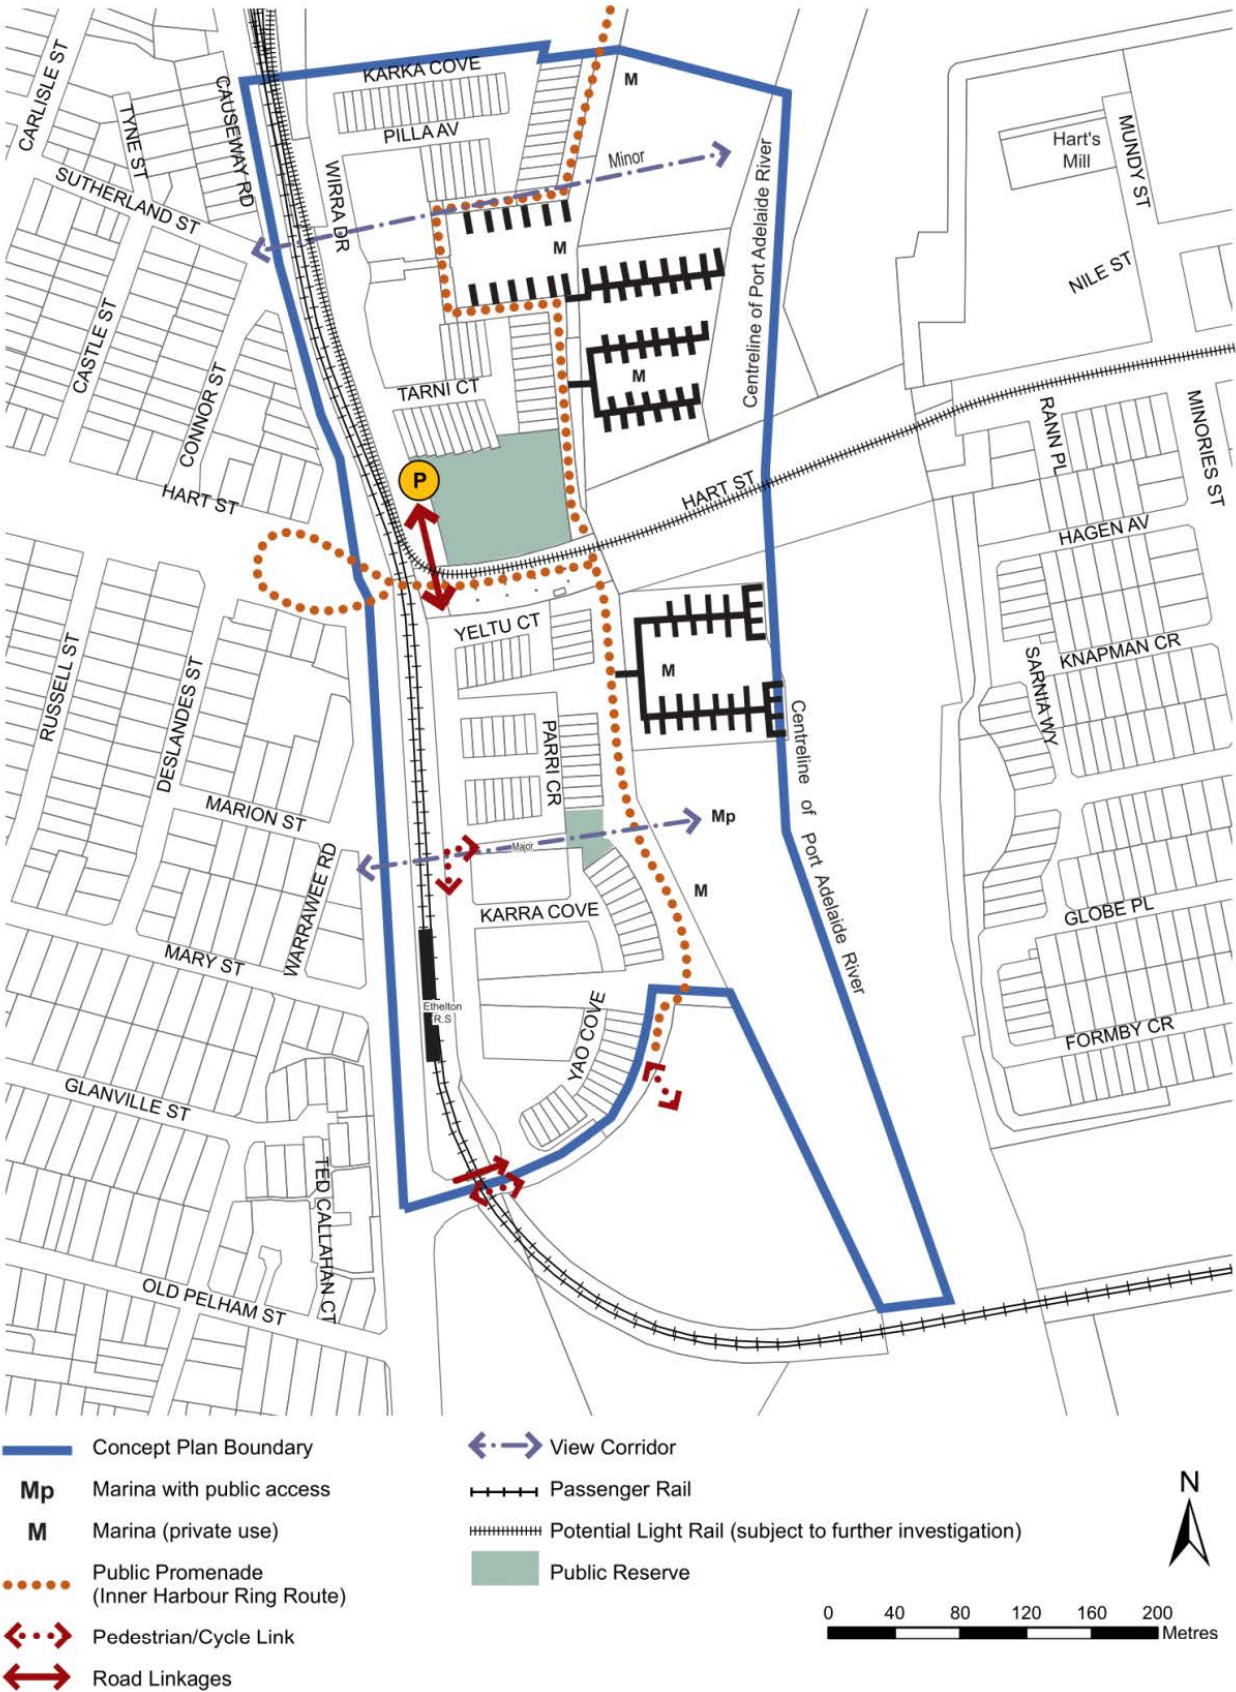 KARKA COVE
M
CARLISLE ST
TYNE ST
CAUSEWAY RD
PILLA AV
Hart's
Mill
MUNDY ST
Minor
SUTHERLAND ST
WIRRA DR
Centreline of Port Adelaide River
M
NILE ST
CASTLE ST
CONNOR ST
M
TARNI CT
RANN PL
MINORIES ST
P
HART ST
HART ST
HAGEN AV
YELTU CT
RUSSELL ST
DESLANDES ST
M
SARNIA WY
KNAPMAN CR
PARRI CR
Centreline of Port Adelaide River
MARION ST
Mp
Major
WARRAWEE RD
M
KARRA COVE
GLOBE PL
MARY ST
Ethelton
R.S
YAO COVE
FORMBY CR
GLANVILLE ST
TED CALLAHAN CT
OLD PELHAM ST
Concept Plan Boundary
Mp Marina with public access
M Marina (private use)
Public Promenade
(Inner Harbour Ring Route)
Pedestrian/Cycle Link
Road Linkages
View Corridor
Passenger Rail
Potential Light Rail (subject to further investigation)
Public Reserve
N
0 40 80 120 160 200
Metres